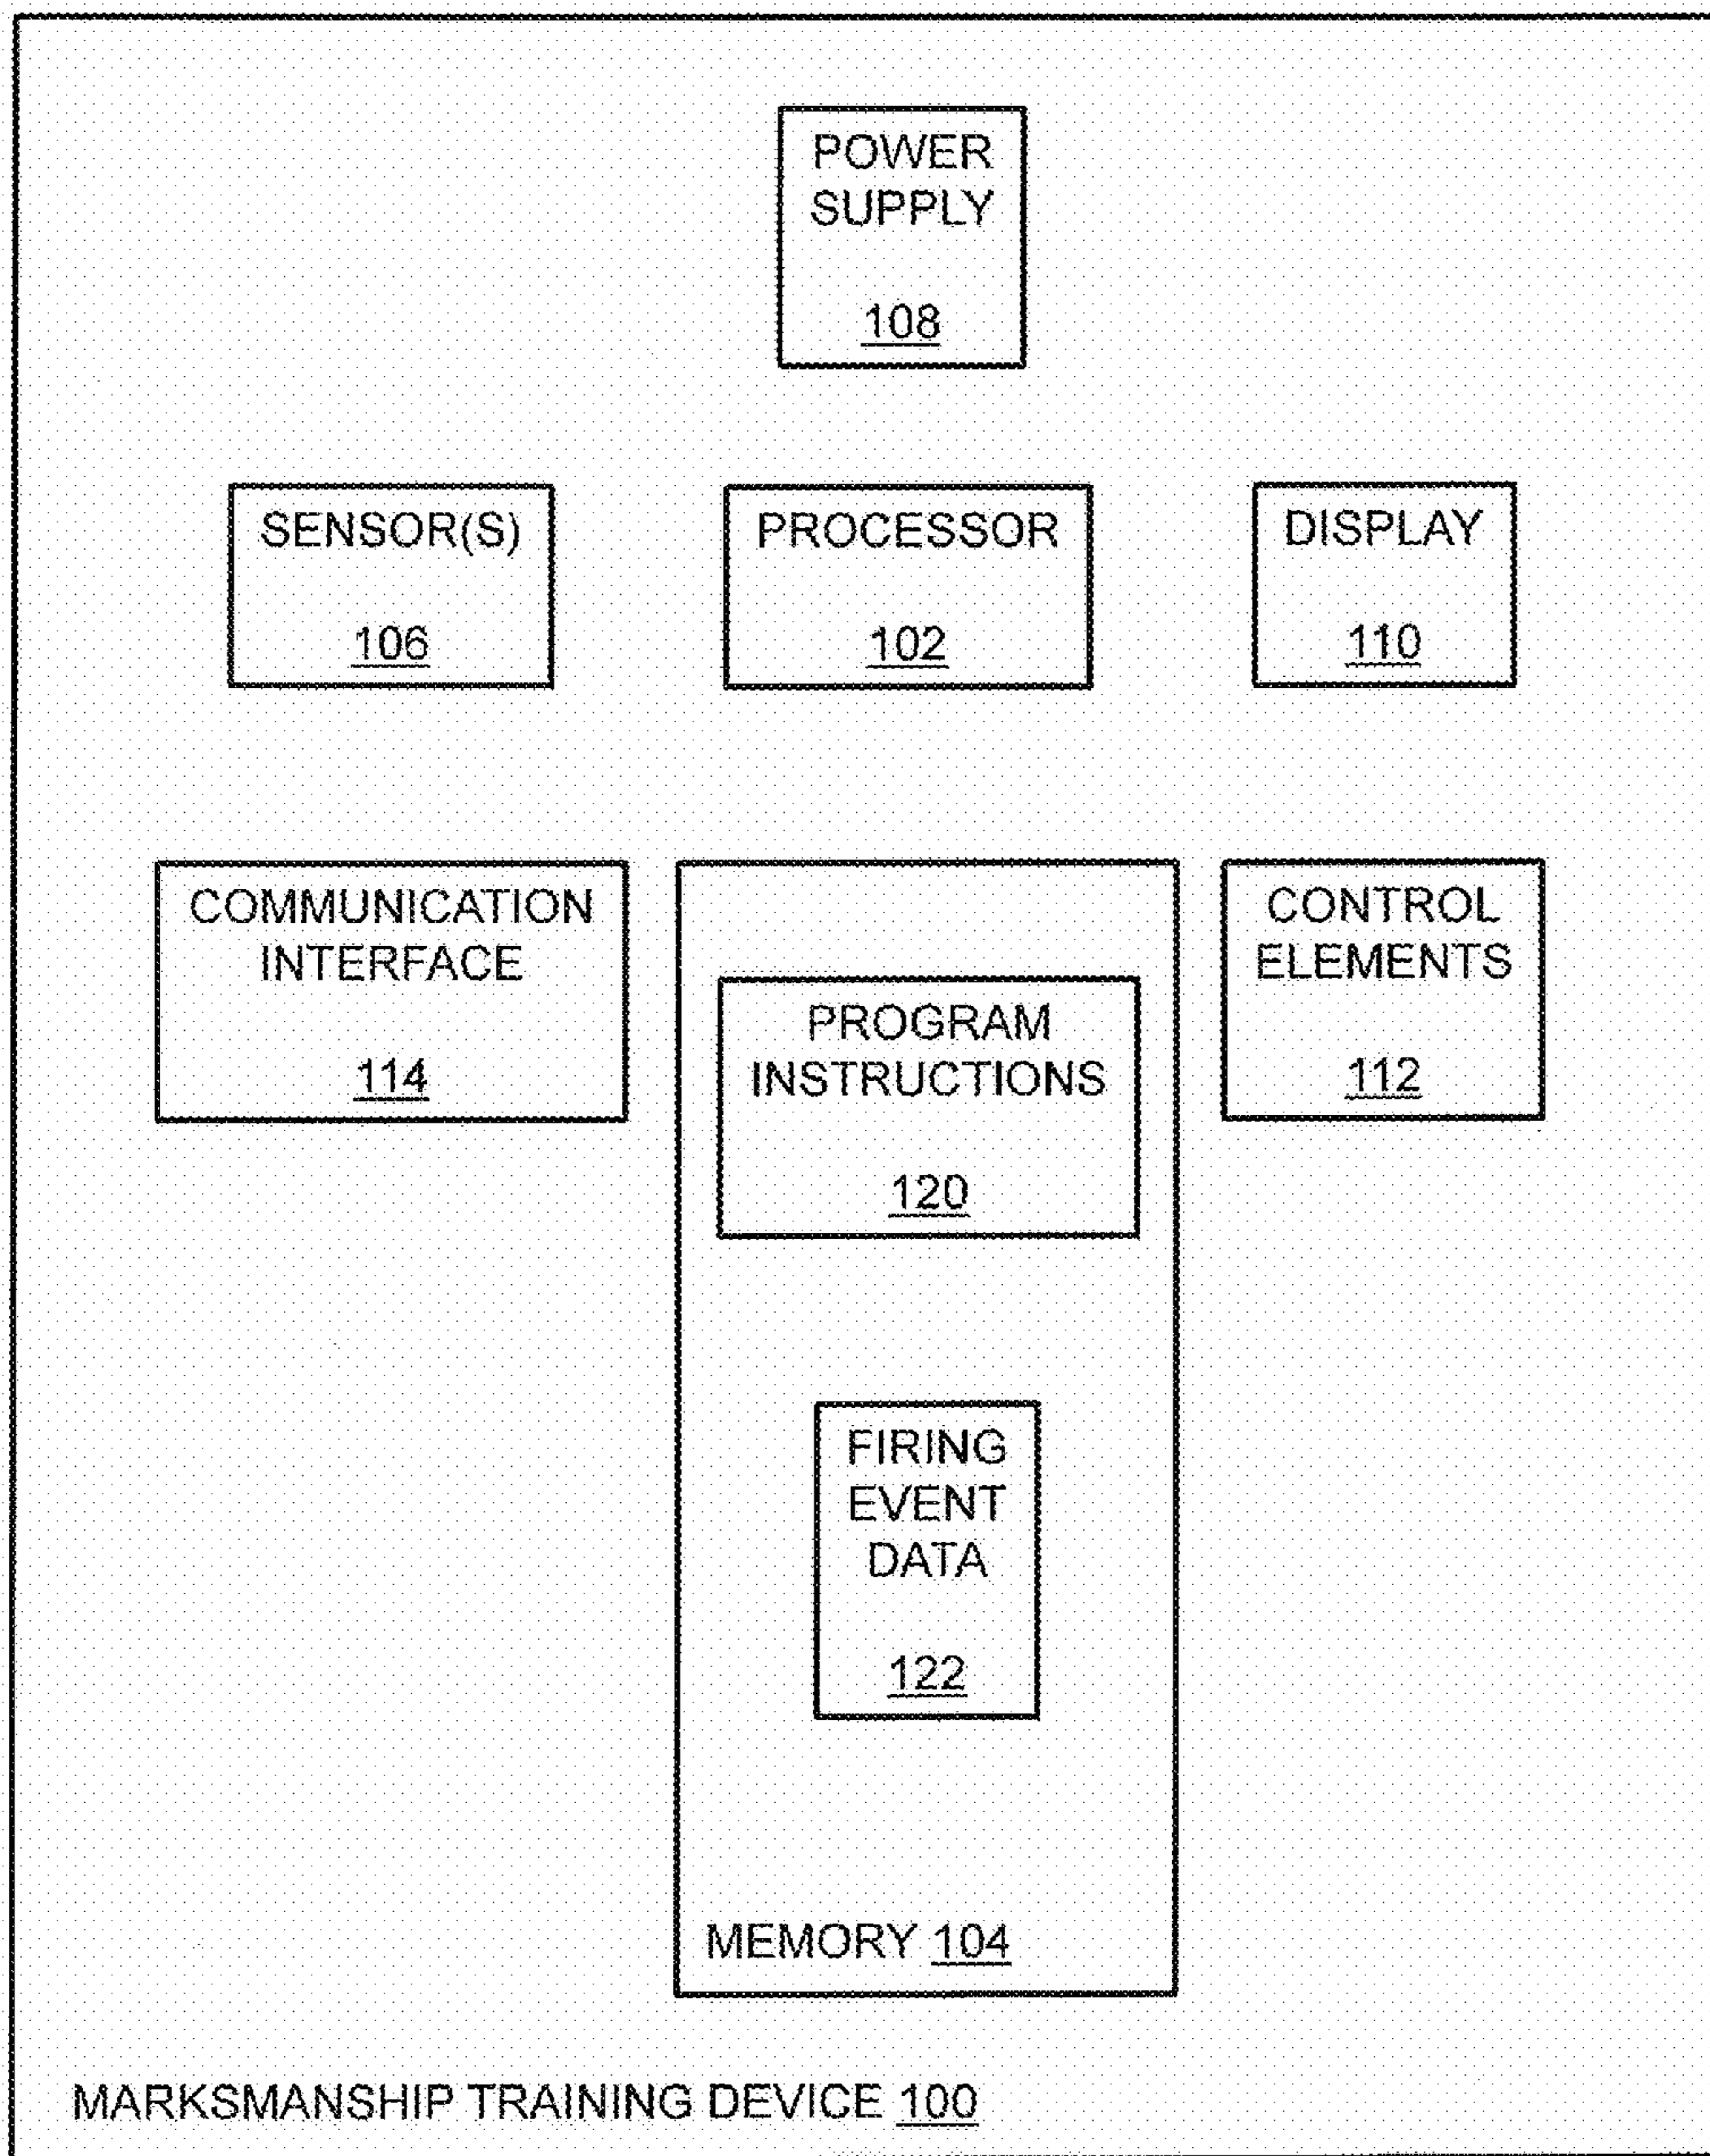 POWER
SUPPLY
108
SENSOR(S)
106
PROCESSOR
102
DISPLAY
110
COMMUNICATION
INTERFACE
114
PROGRAM
INSTRUCTIONS
120
CONTROL
ELEMENTS
112
FIRING
EVENT
DATA
122
MEMORY 104
MARKSMANSHIP TRAINING DEVICE 100